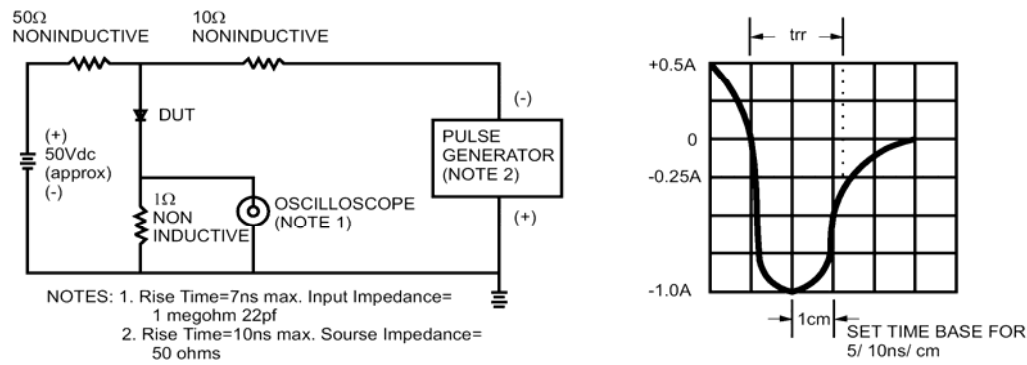 50Ω
NONINDUCTIVE
10Ω
NONINDUCTIVE
DUT
(+)
50Vdc
(approx)
(-)
1Ω
NON
INDUCTIVE
OSCILLOSCOPE
(NOTE 1)
(-)
PULSE
GENERATOR
(NOTE 2)
(+)
NOTES: 1. Rise Time=7ns max. Input Impedance=
1 megohm 22pf
2. Rise Time=10ns max. Sourse Impedance=
50 ohms
trr
+0.5A
0
-0.25A
-1.0A
1cm
SET TIME BASE FOR
5/ 10ns/ cm